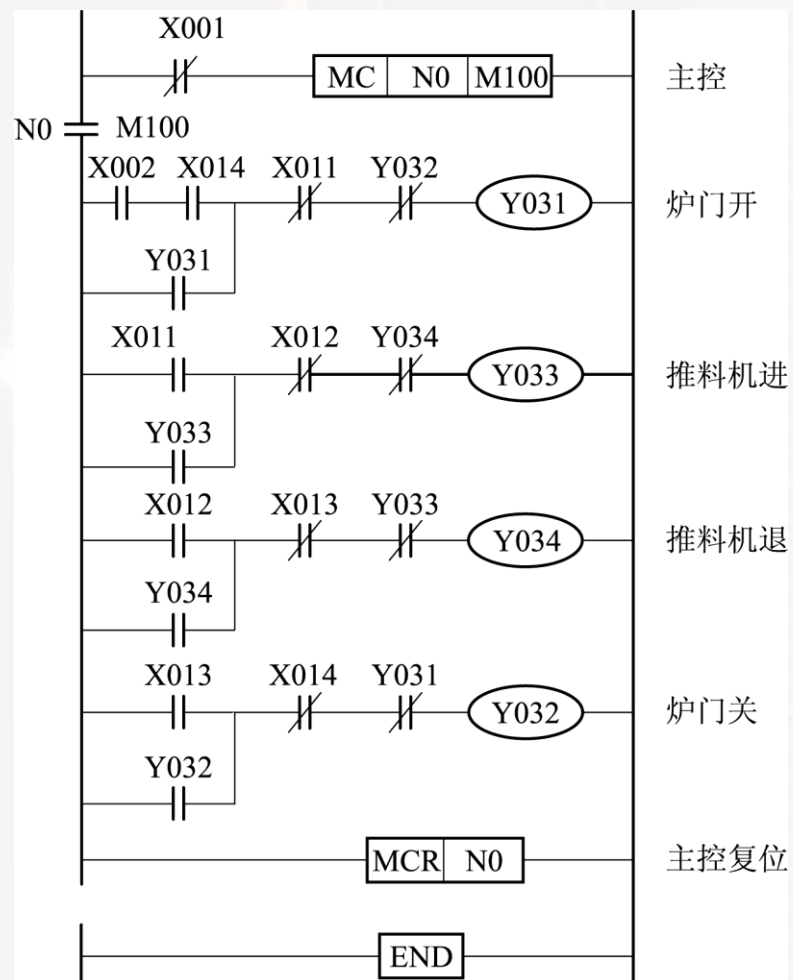 X001
MC N0 M100 主控
N0 M100
X002 X014 X011 Y032
Y031 炉门开
Y031
X011 X012 Y034
Y033 推料机进
Y033
X012 X013 Y033
Y034 推料机退
Y034
X013 X014 Y031
Y032 炉门关
Y032
MCR N0 主控复位
END